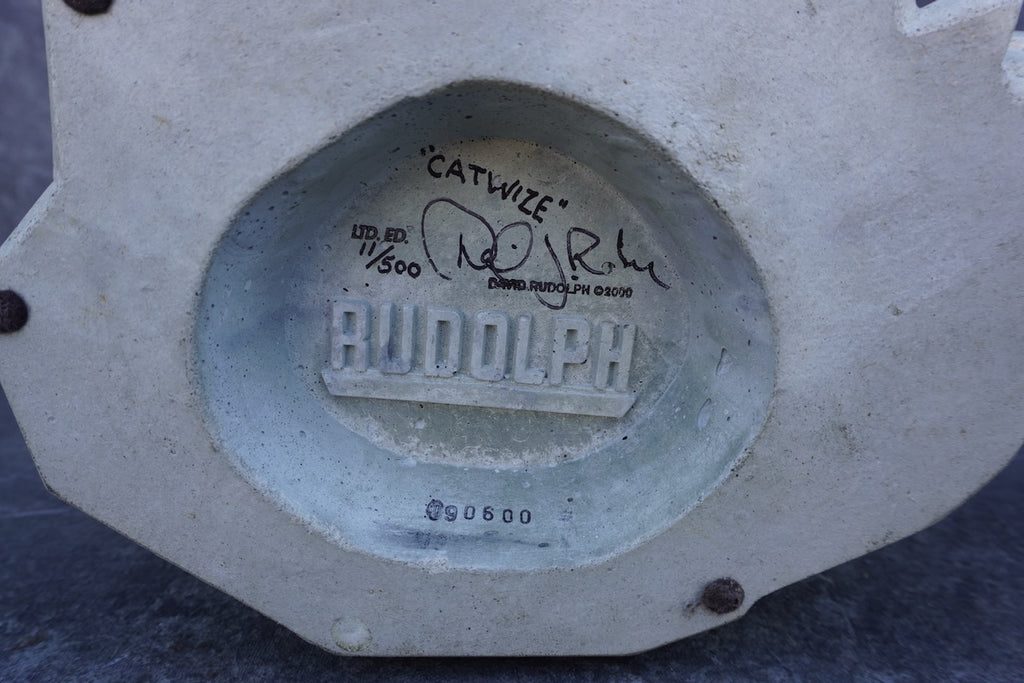 "CATWIZE"
LTD. ED.
11/500
DAVID RUDOLPH ©2000
RUDOLPH
090600